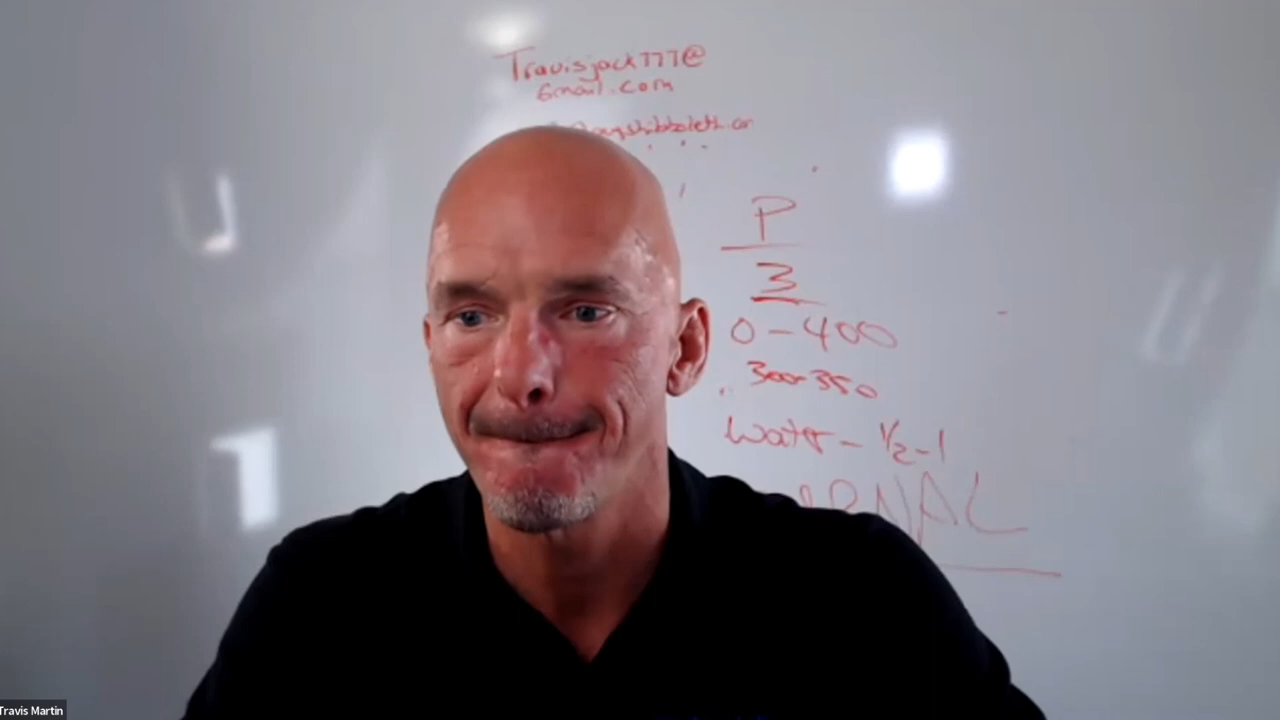 Travisjack777@
Gmail.com
P
3
0-400
300-350
Water - 1/2-1
Travis Martin